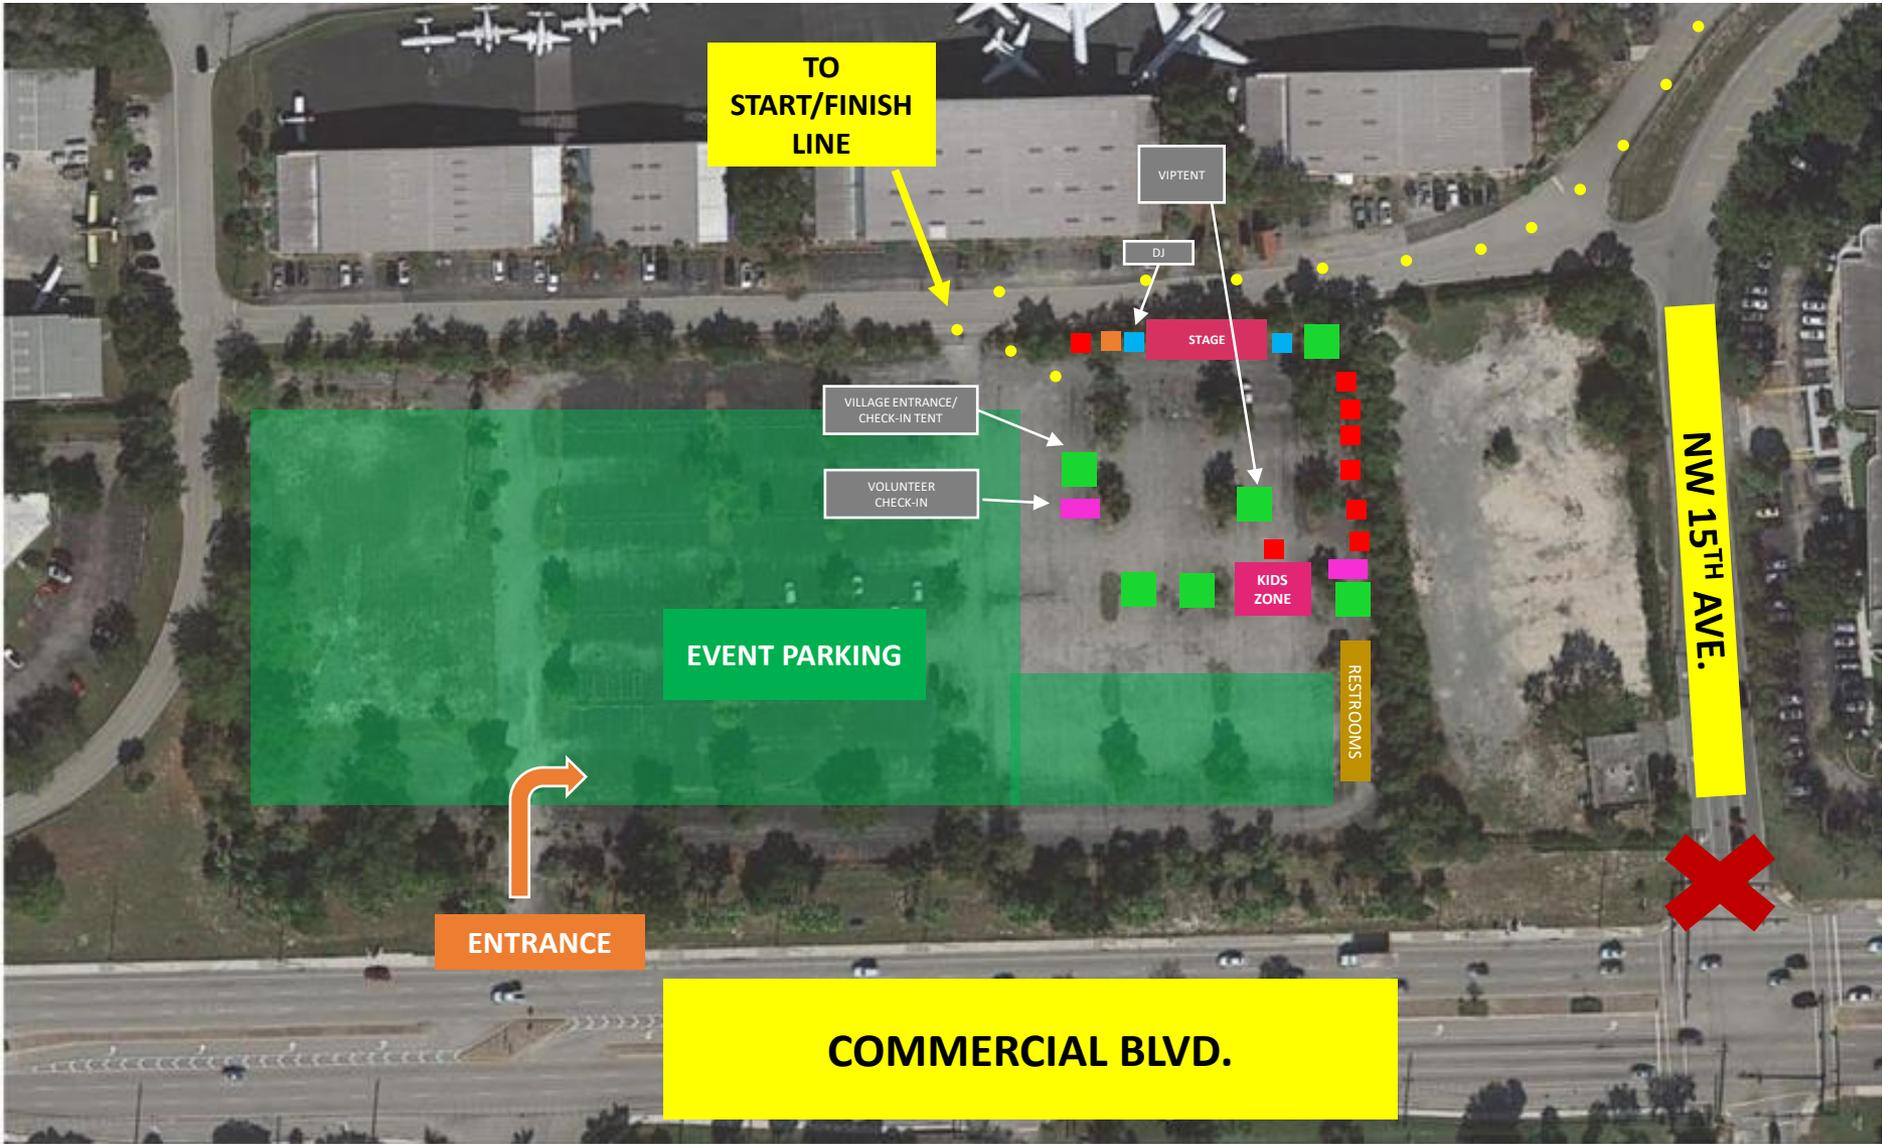 TO
START/FINISH
LINE
VIPTENT
DJ
STAGE
VILLAGE ENTRANCE/
CHECK-IN TENT
VOLUNTEER
CHECK-IN
KIDS
ZONE
EVENT PARKING
RESTROOMS
NW 15TH AVE.
ENTRANCE
COMMERCIAL BLVD.